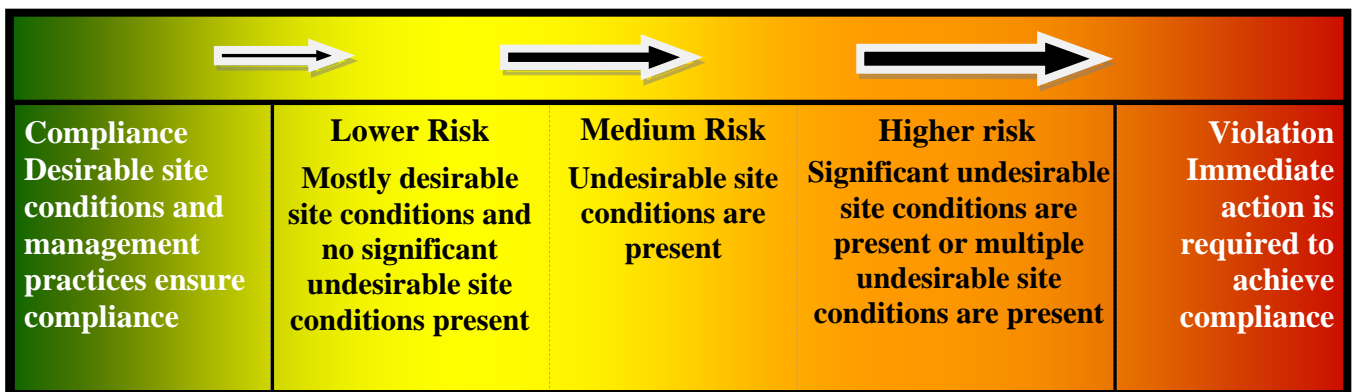 Compliance
Desirable site
conditions and
management
practices ensure
compliance
Lower Risk
Mostly desirable
site conditions and
no significant
undesirable site
conditions present
Medium Risk
Undesirable site
conditions are
present
Higher risk
Significant undesirable
site conditions are
present or multiple
undesirable site
conditions are present
Violation
Immediate
action is
required to
achieve
compliance